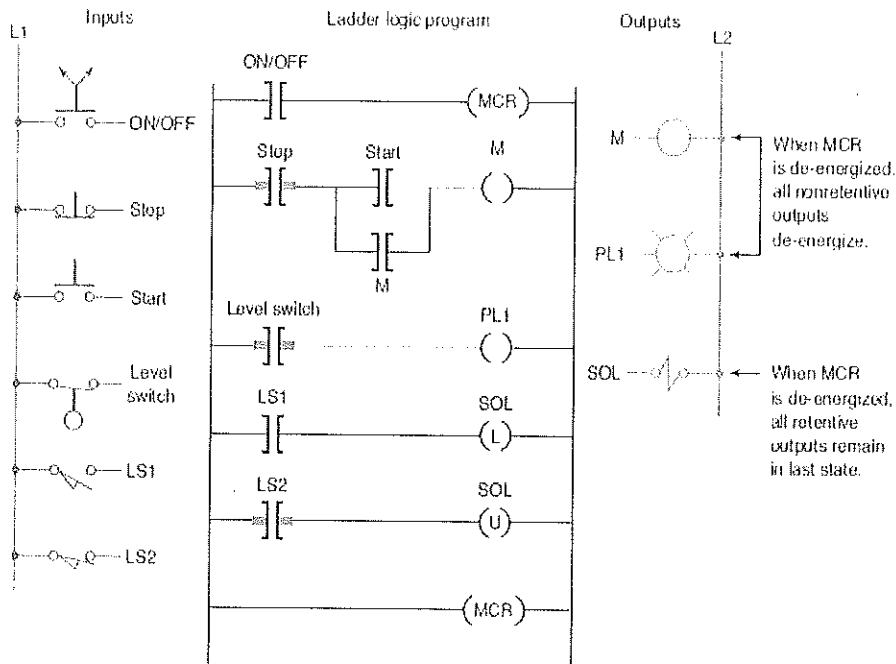 Inputs
Ladder logic program
Outputs
L1
L2
ON/OFF
ON/OFF
MCR
Stop
Start
M
M
Stop
Start
Level
switch
LS1
LS2
Level switch
PL1
LS1
SOL
L
LS2
SOL
U
MCR
M
PL1
SOL
When MCR
is de-energized,
all nonretentive
outputs
de-energize.
When MCR
is de-energized,
all retentive
outputs remain
in last state.